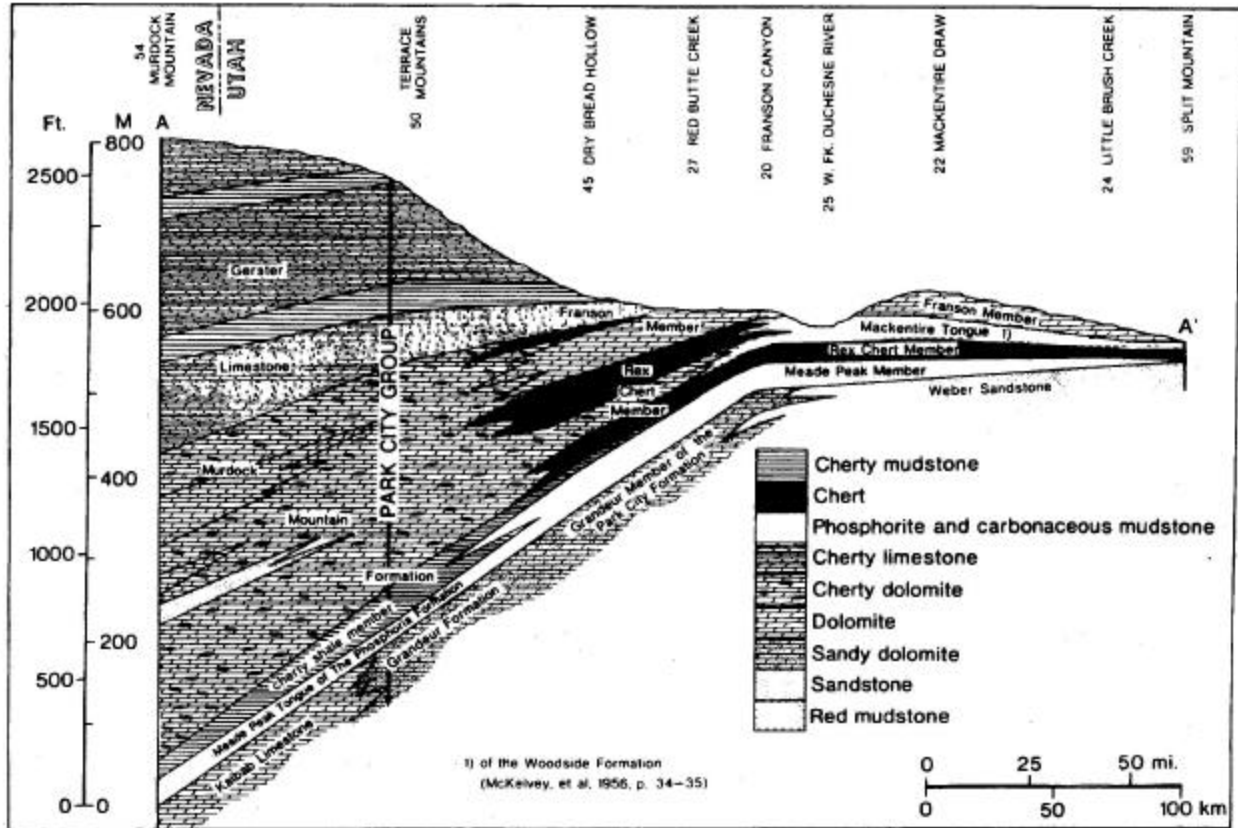 54 MURDOCK MOUNTAIN
NEVADA
UTAH
TERRACE MOUNTAINS 50
45 DRY BREAD HOLLOW
27 RED BUTTE CREEK
20 FRANSON CANYON
25 W. FK. DUCHESNE RIVER
22 MACKENTIRE DRAW
24 LITTLE BRUSH CREEK
59 SPLIT MOUNTAIN
Ft. M A
800
2500
2000 600
1500
400
1000
200
500
0 0
A'
Gerster
Limestone
Murdock
Mountain
Formation
PARK CITY GROUP
Franson
Member
Rex
Chert
Member
Franson Member
Mackentire Tongue 1)
Rex Chert Member
Meade Peak Member
Weber Sandstone
Grandeur Member of the
Park City Formation
cherty shale member
Meade Peak Tongue of The Phosphoria Formation
Grandeur Formation
Kaibab Limestone
Cherty mudstone
Chert
Phosphorite and carbonaceous mudstone
Cherty limestone
Cherty dolomite
Dolomite
Sandy dolomite
Sandstone
Red mudstone
1) of the Woodside Formation
(McKelvey, et al, 1956, p. 34–35)
0 25 50 mi.
0 50 100 km